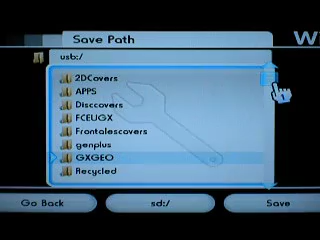 Save Path
usb:/
2DCovers
APPS
Disccovers
FCEUGX
Frontalescovers
genplus
GXGEO
Recycled
Go Back
sd:/
Save